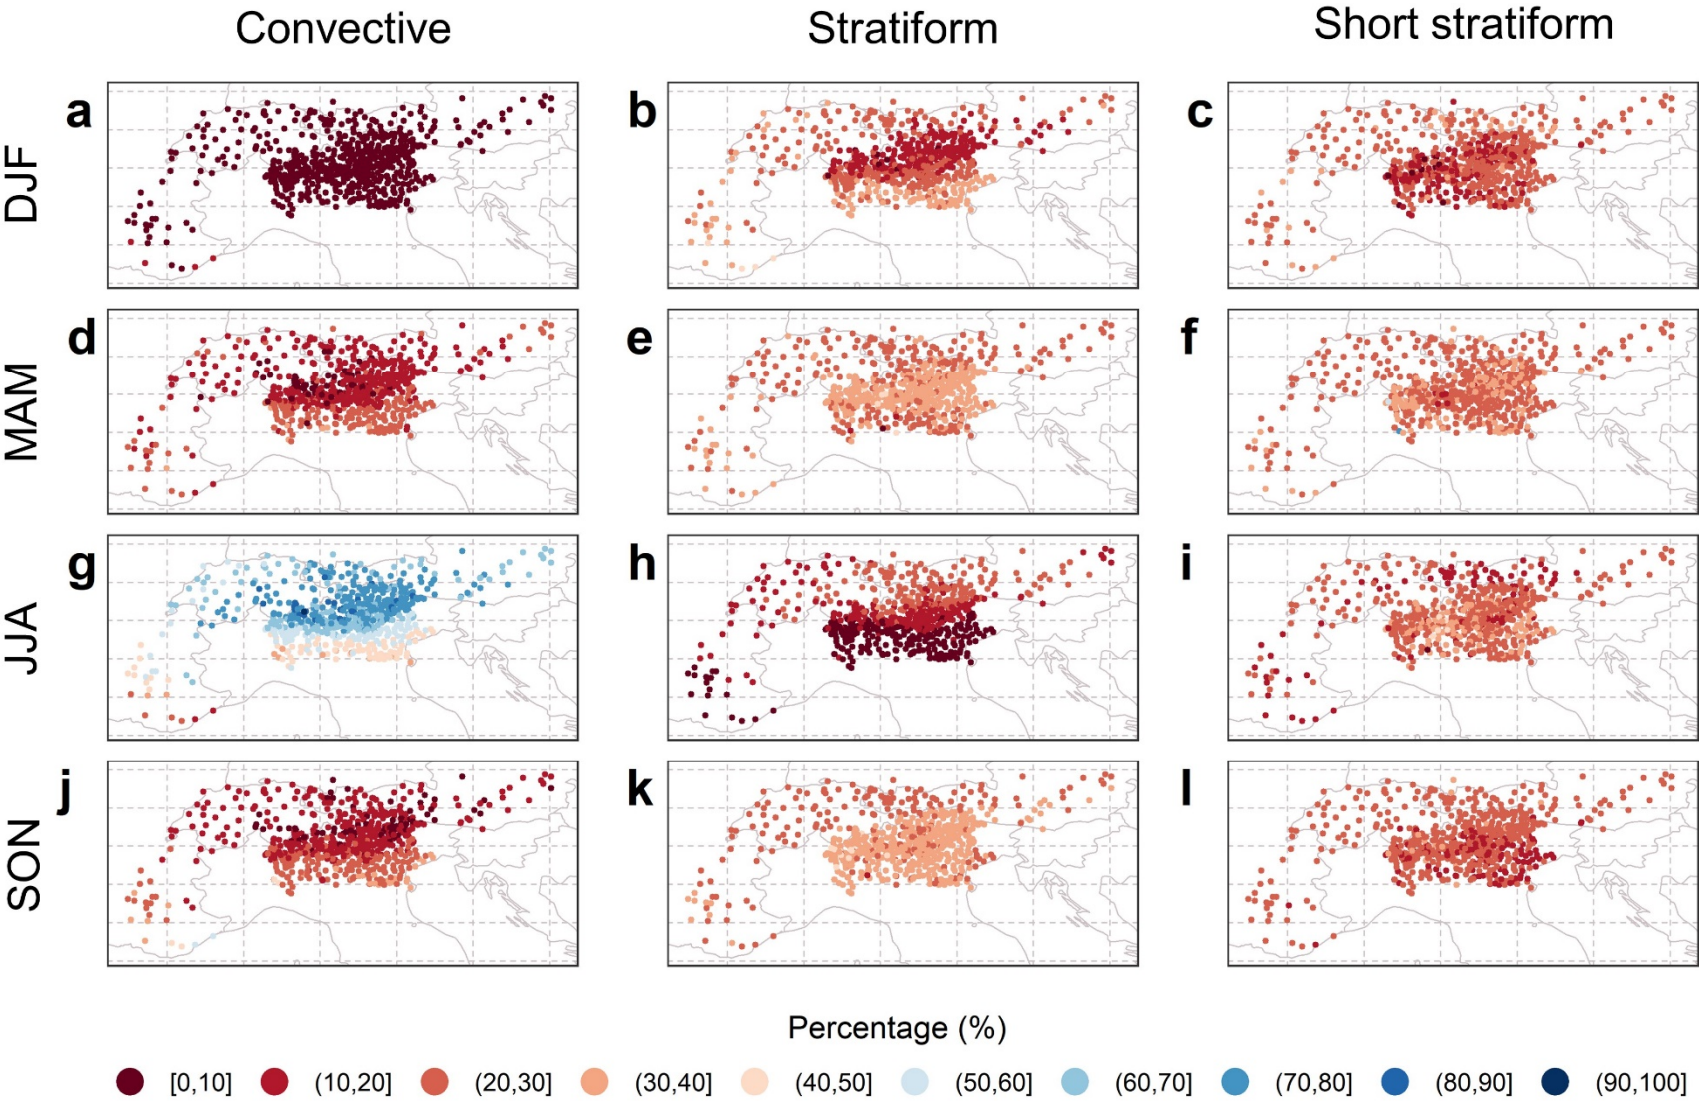 Convective Stratiform Short stratiform
DJF a b c
MAM d e f
JJA g h i
SON j k l
Percentage (%)
[0,10] (10,20] (20,30] (30,40] (40,50] (50,60] (60,70] (70,80] (80,90] (90,100]